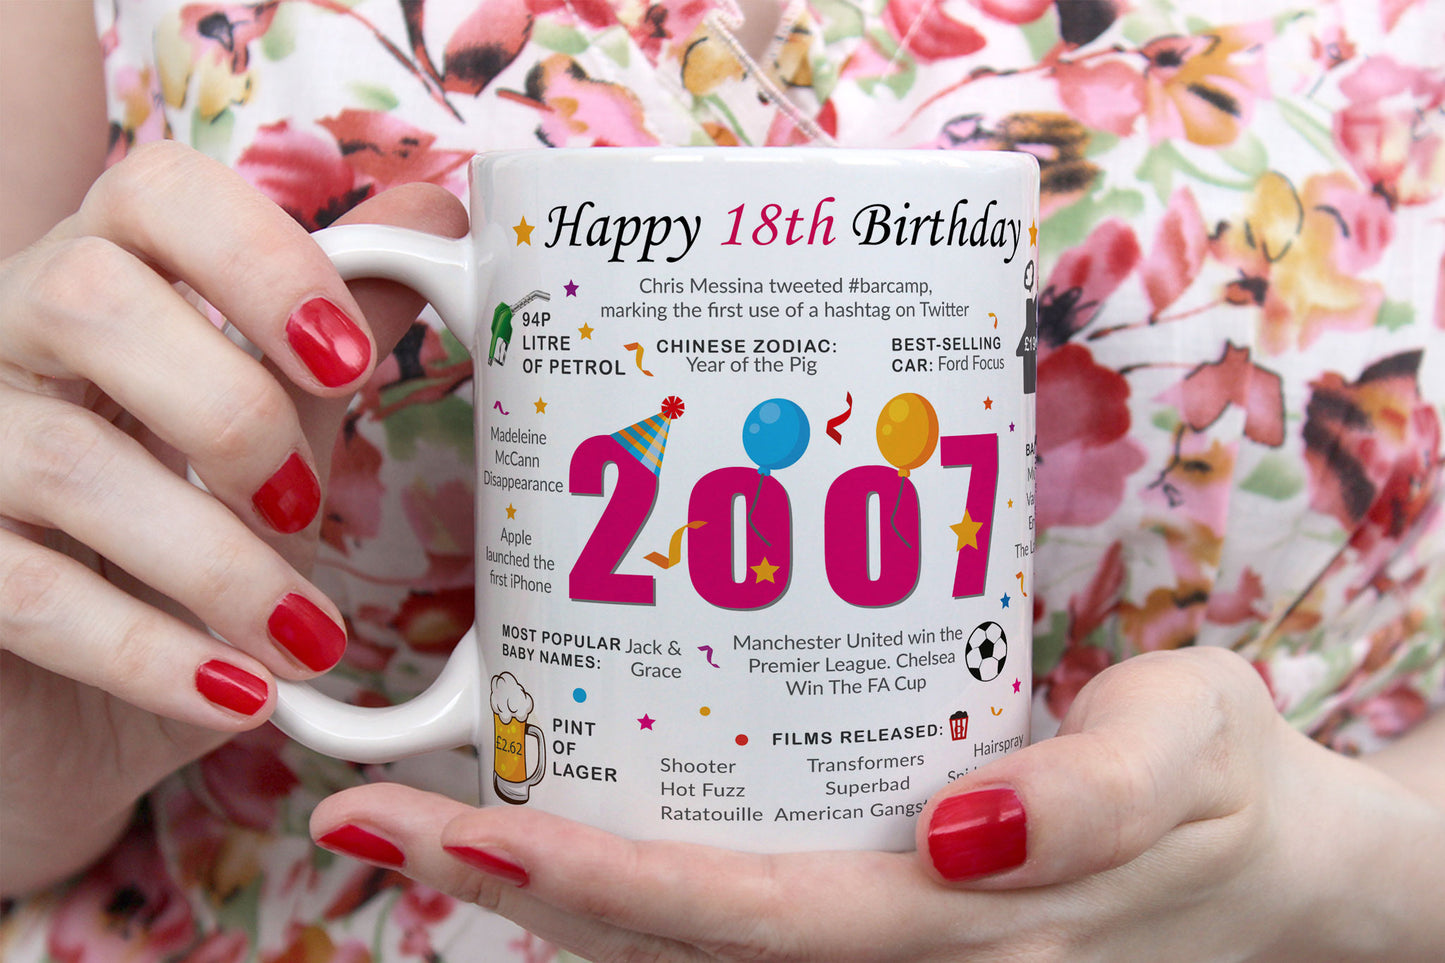 Happy 18th Birthday
Chris Messina tweeted #barcamp,
marking the first use of a hashtag on Twitter
94P
LITRE
OF PETROL
CHINESE ZODIAC:
Year of the Pig
BEST-SELLING
CAR: Ford Focus
Madeleine
McCann
Disappearance
Apple
launched the
first iPhone
2007
MOST POPULAR
BABY NAMES:
Jack &
Grace
Manchester United win the
Premier League. Chelsea
Win The FA Cup
£2.62
PINT
OF
LAGER
FILMS RELEASED:
Shooter
Hot Fuzz
Ratatouille
Transformers
Superbad
American
Hairspray
The